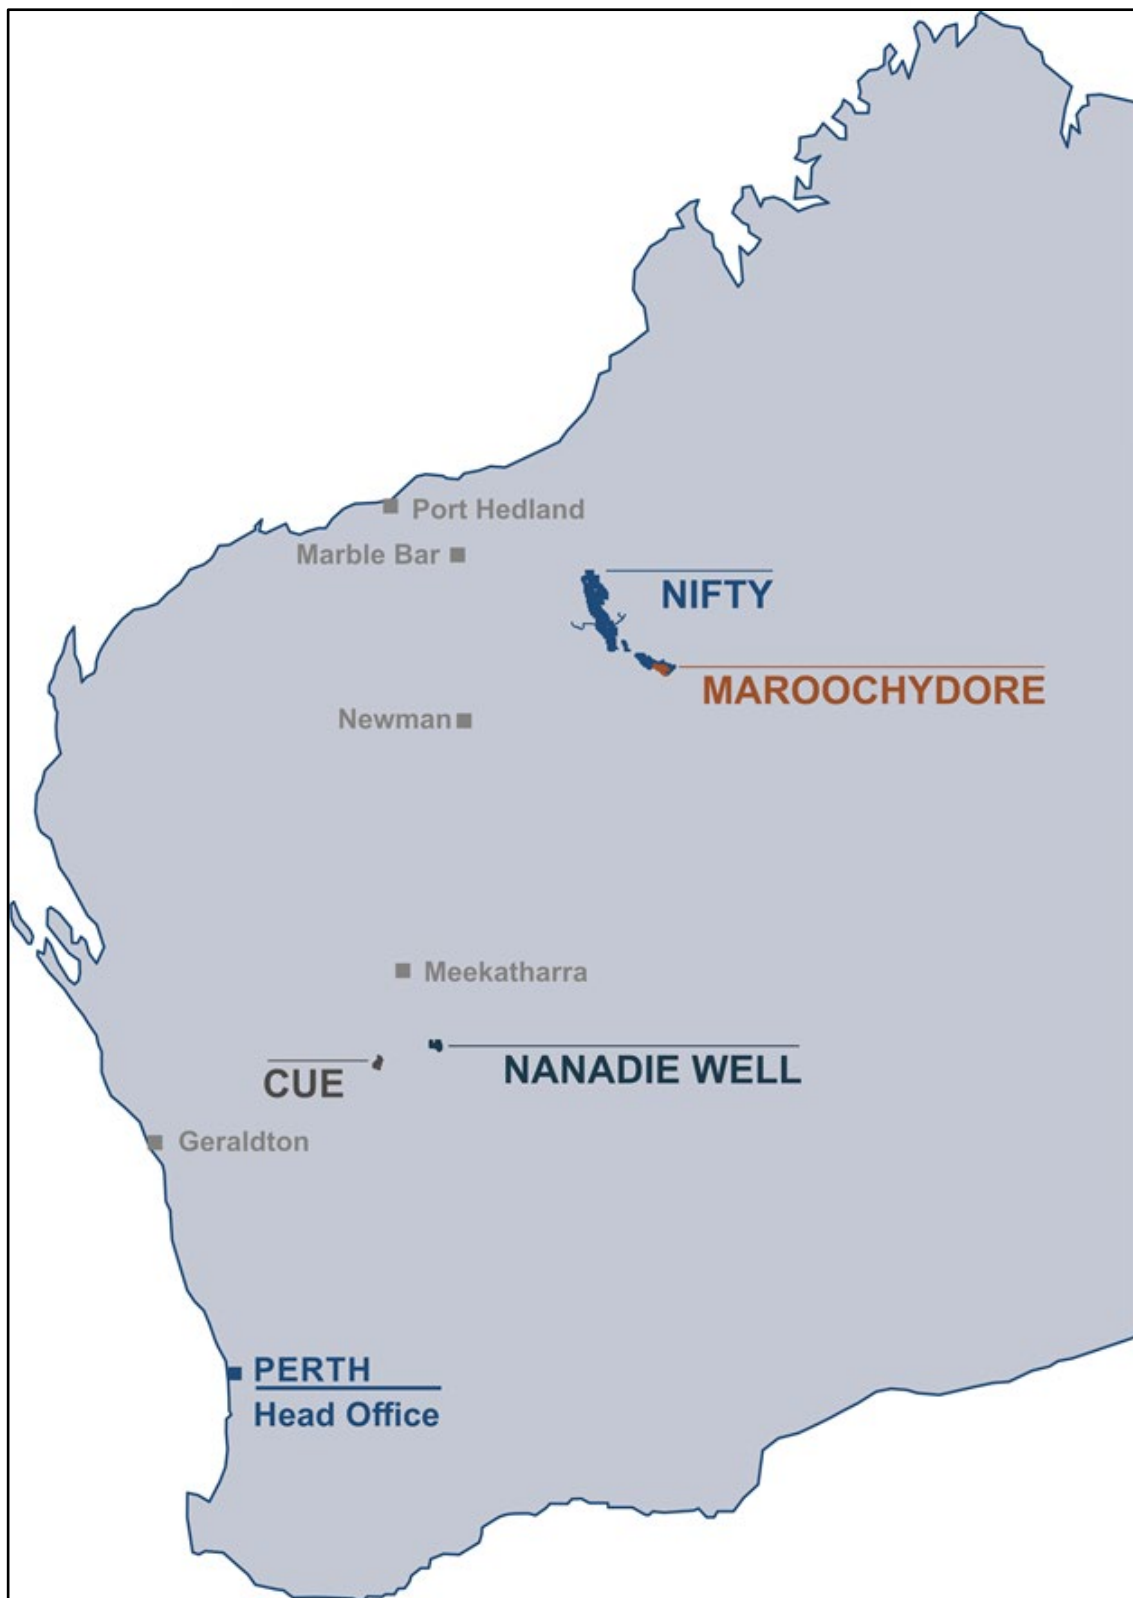 Port Hedland
Marble Bar
NIFTY
MAROOCHYDORE
Newman
Meekatharra
NANADIE WELL
CUE
Geraldton
PERTH
Head Office